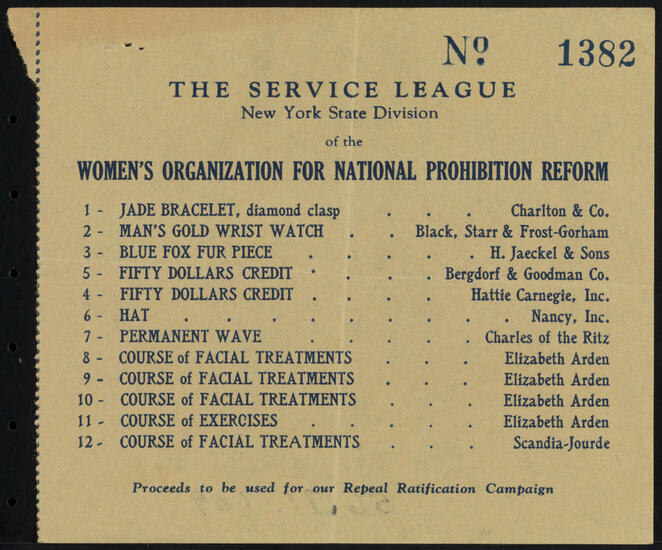 Nº 1382
THE SERVICE LEAGUE
New York State Division
of the
WOMEN'S ORGANIZATION FOR NATIONAL PROHIBITION REFORM
1 - JADE BRACELET, diamond clasp . . . Charlton & Co.
2 - MAN'S GOLD WRIST WATCH . . Black, Starr & Frost-Gorham
3 - BLUE FOX FUR PIECE . . . . . H. Jaeckel & Sons
5 - FIFTY DOLLARS CREDIT . . . . Bergdorf & Goodman Co.
4 - FIFTY DOLLARS CREDIT . . . . Hattie Carnegie, Inc.
6 - HAT . . . . . . . . . Nancy, Inc.
7 - PERMANENT WAVE . . . . Charles of the Ritz
8 - COURSE of FACIAL TREATMENTS . . . Elizabeth Arden
9 - COURSE of FACIAL TREATMENTS . . . Elizabeth Arden
10 - COURSE of FACIAL TREATMENTS . . . Elizabeth Arden
11 - COURSE of EXERCISES . . . . . Elizabeth Arden
12 - COURSE of FACIAL TREATMENTS . . . Scandia-Jourde
Proceeds to be used for our Repeal Ratification Campaign